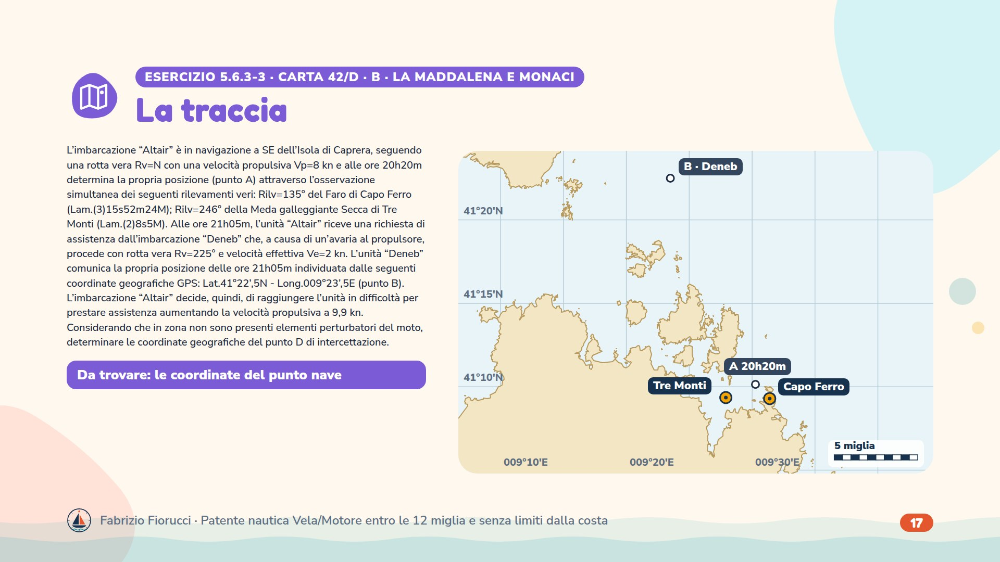 ESERCIZIO 5.6.3-3 · CARTA 42/D · B · LA MADDALENA E MONACI
La traccia
L’imbarcazione “Altair” è in navigazione a SE dell’Isola di Caprera, seguendo
una rotta vera Rv=N con una velocità propulsiva Vp=8 kn e alle ore 20h20m
determina la propria posizione (punto A) attraverso l’osservazione
simultanea dei seguenti rilevamenti veri: Rilv=135° del Faro di Capo Ferro
(Lam.(3)15s52m24M); Rilv=246° della Meda galleggiante Secca di Tre
Monti (Lam.(2)8s5M). Alle ore 21h05m, l’unità “Altair” riceve una richiesta di
assistenza dall’imbarcazione “Deneb” che, a causa di un’avaria al propulsore,
procede con rotta vera Rv=225° e velocità effettiva Ve=2 kn. L’unità “Deneb”
comunica la propria posizione delle ore 21h05m individuata dalle seguenti
coordinate geografiche GPS: Lat.41°22’,5N - Long.009°23’,5E (punto B).
L’imbarcazione “Altair” decide, quindi, di raggiungere l’unità in difficoltà per
prestare assistenza aumentando la velocità propulsiva a 9,9 kn.
Considerando che in zona non sono presenti elementi perturbatori del moto,
determinare le coordinate geografiche del punto D di intercettazione.
Da trovare: le coordinate del punto nave
B · Deneb
41°20'N
41°15'N
41°10'N
A 20h20m
Tre Monti
Capo Ferro
5 miglia
009°10'E
009°20'E
009°30'E
Fabrizio Fiorucci · Patente nautica Vela/Motore entro le 12 miglia e senza limiti dalla costa
17